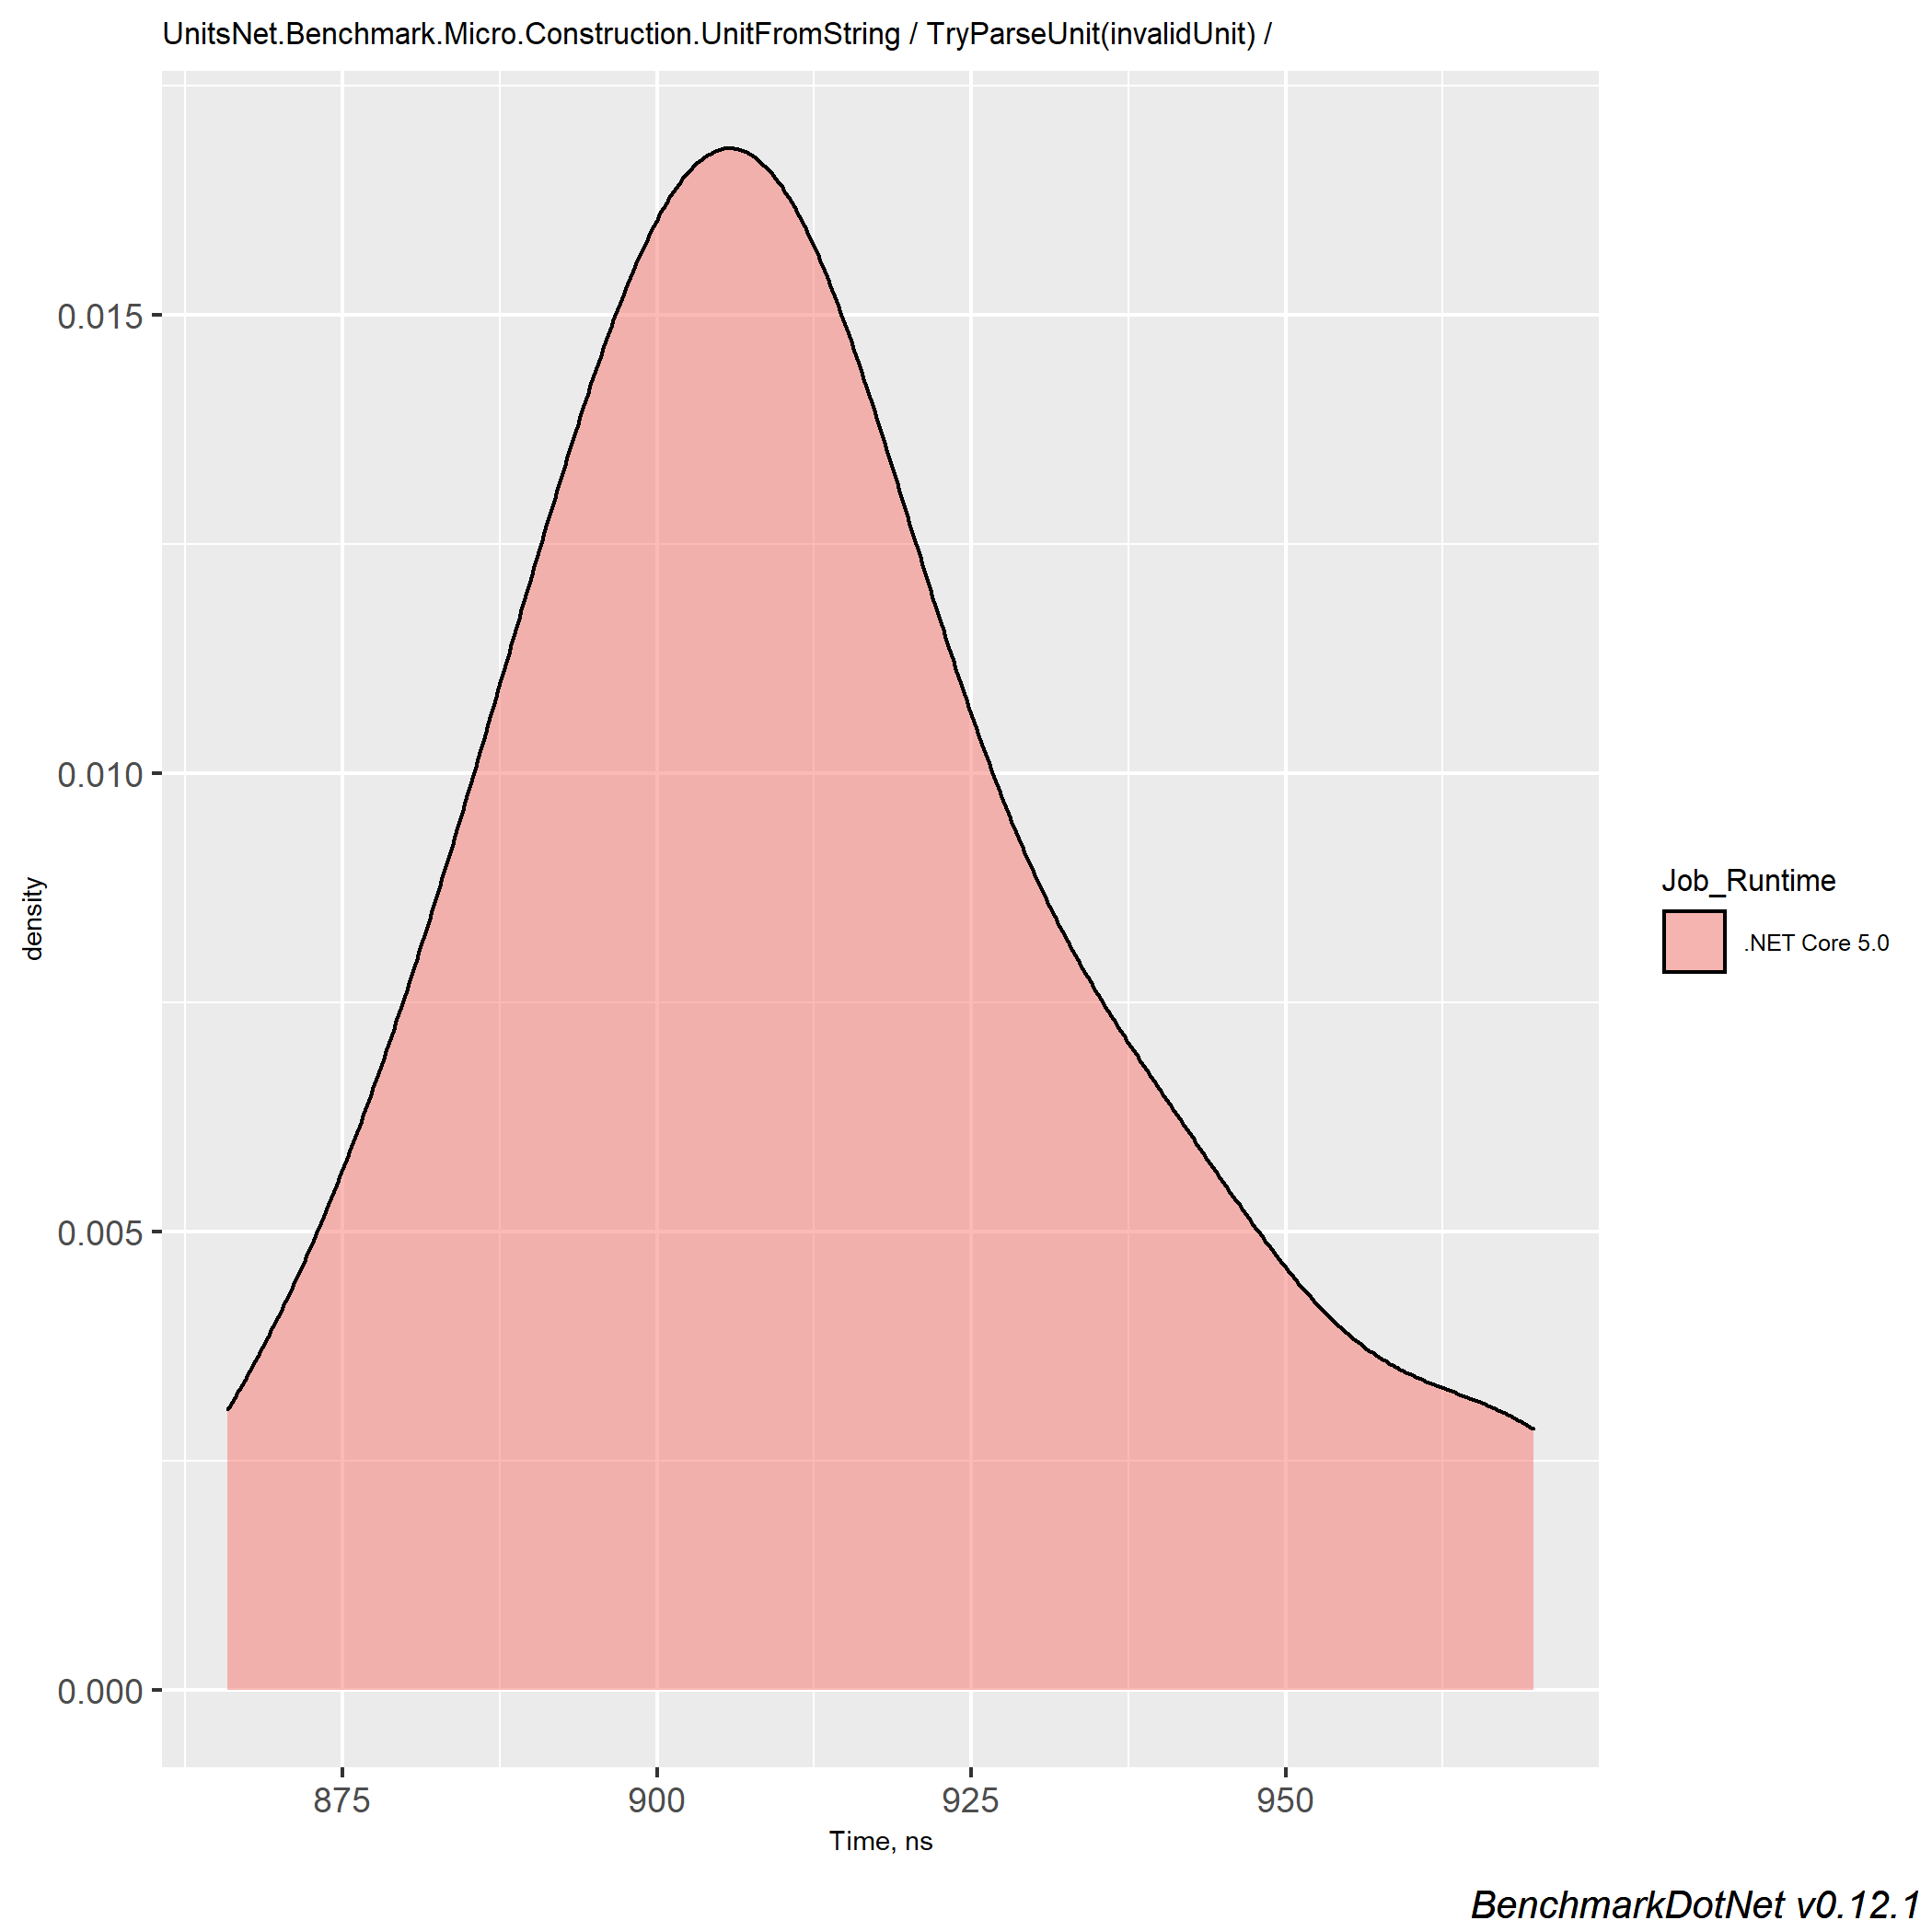 UnitsNet.Benchmark.Micro.Construction.UnitFromString / TryParseUnit(invalidUnit) /
0.015
0.010
0.005
0.000
density
875 900 925 950
Time, ns
Job_Runtime
.NET Core 5.0
BenchmarkDotNet v0.12.1